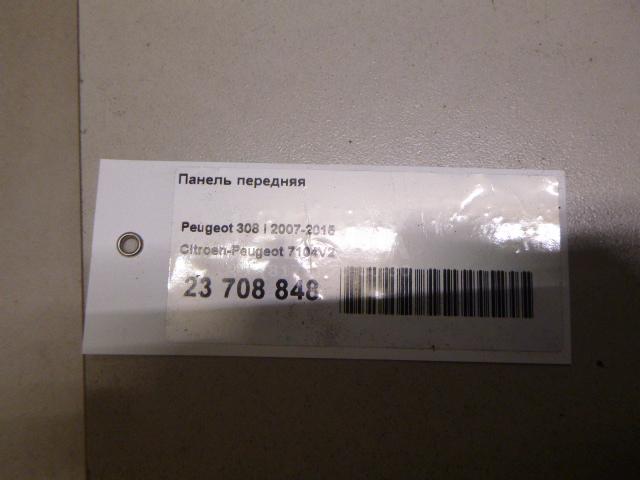 Панель передняя
Peugeot 308 I 2007-2015
Citroen-Peugeot 7104V2
23 708 848